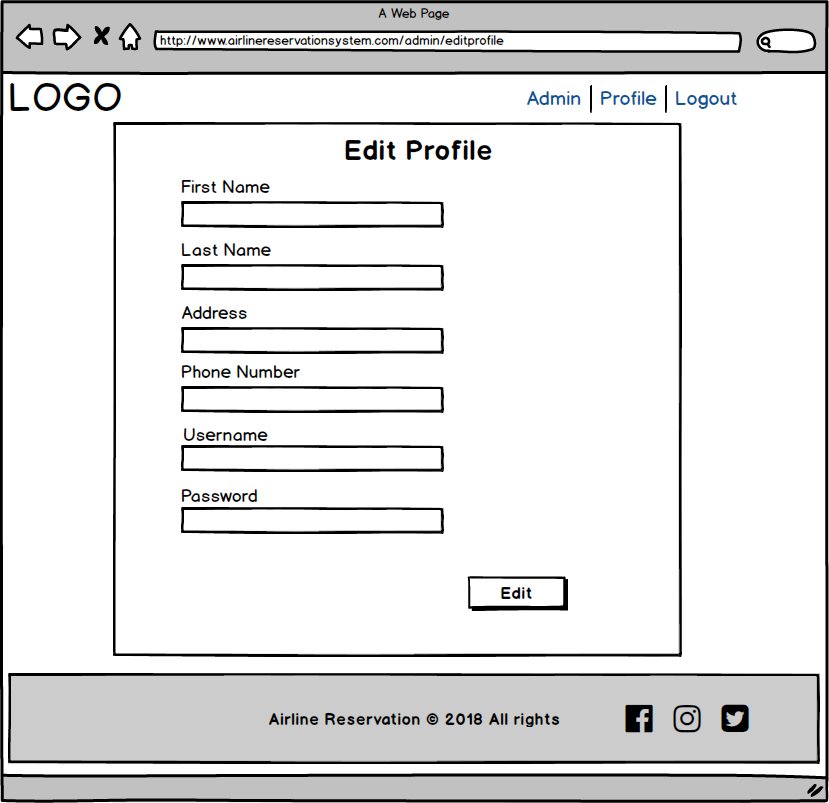 A Web Page
http://www.airlinereservationsystem.com/admin/editprofile
LOGO
Admin | Profile | Logout
Edit Profile
First Name
Last Name
Address
Phone Number
Username
Password
Edit
Airline Reservation © 2018 All rights